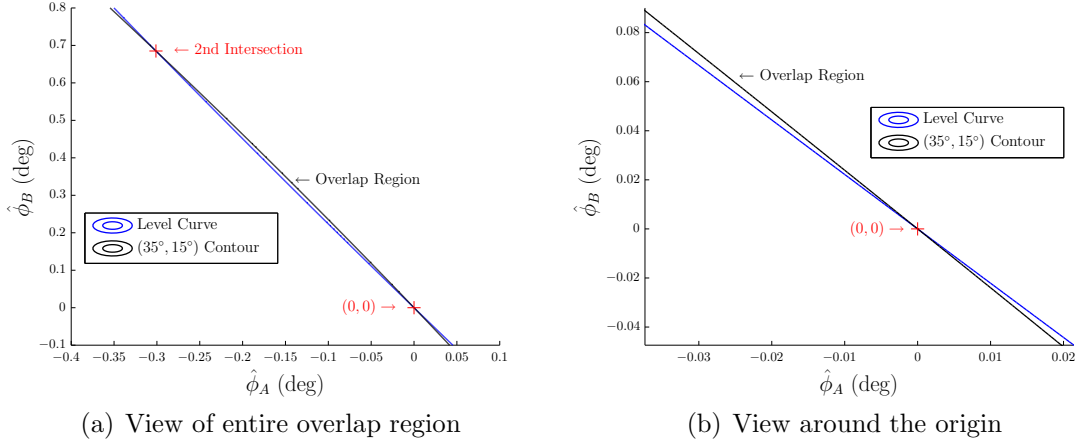 0.8
0.7
0.6
0.5
0.4
0.3
0.2
0.1
0
−0.1
−0.4
−0.35
−0.3
−0.25
−0.2
−0.15
−0.1
−0.05
0
0.05
0.1
ϕ̂_B (deg)
ϕ̂_A (deg)
← 2nd Intersection
← Overlap Region
Level Curve
(35°, 15°) Contour
(0, 0) →
(a) View of entire overlap region
0.08
0.06
0.04
0.02
0
−0.02
−0.04
−0.03
−0.02
−0.01
0
0.01
0.02
ϕ̂_B (deg)
ϕ̂_A (deg)
← Overlap Region
Level Curve
(35°, 15°) Contour
(0, 0) →
(b) View around the origin